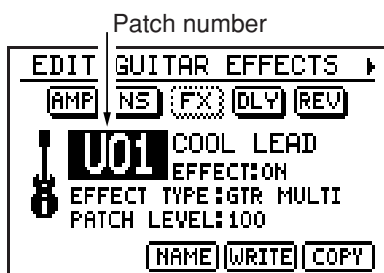 Patch number
EDIT GUITAR EFFECTS
AMP NS FX DLY REV
U01 COOL LEAD
EFFECT:ON
EFFECT TYPE:GTR MULTI
PATCH LEVEL:100
NAME WRITE COPY